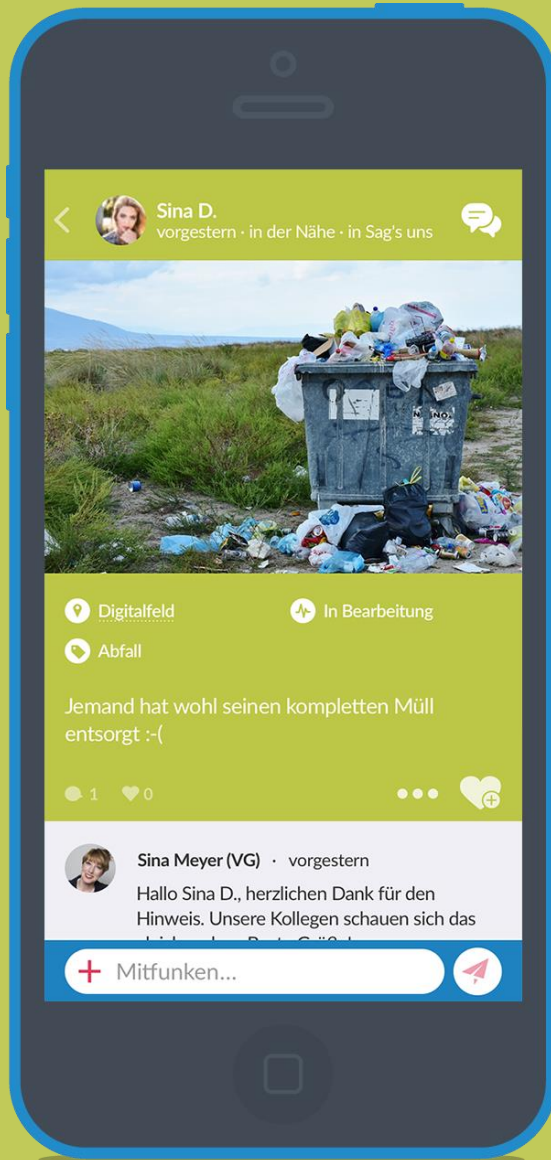 Sina D.
vorgestern · in der Nähe · in Sag's uns
Digitalfeld
In Bearbeitung
Abfall
Jemand hat wohl seinen kompletten Müll
entsorgt :-(
1
0
Sina Meyer (VG) · vorgestern
Hallo Sina D., herzlichen Dank für den
Hinweis. Unsere Kollegen schauen sich das
Mitfunken...